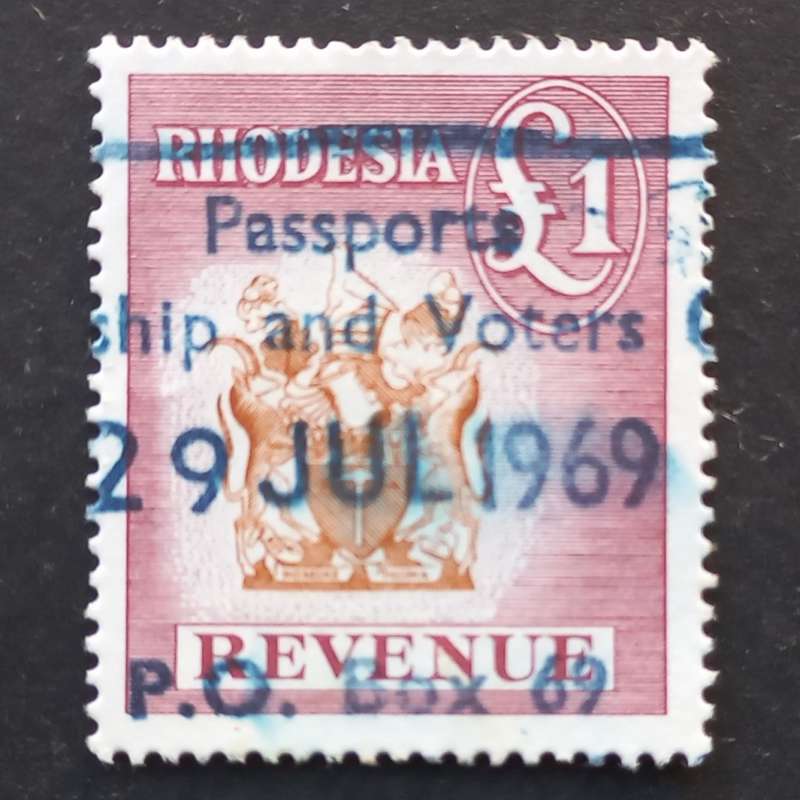 RHODESIA £1
Passports
ship and Voters
29 JUL 1969
REVENUE
P.O. Box 69